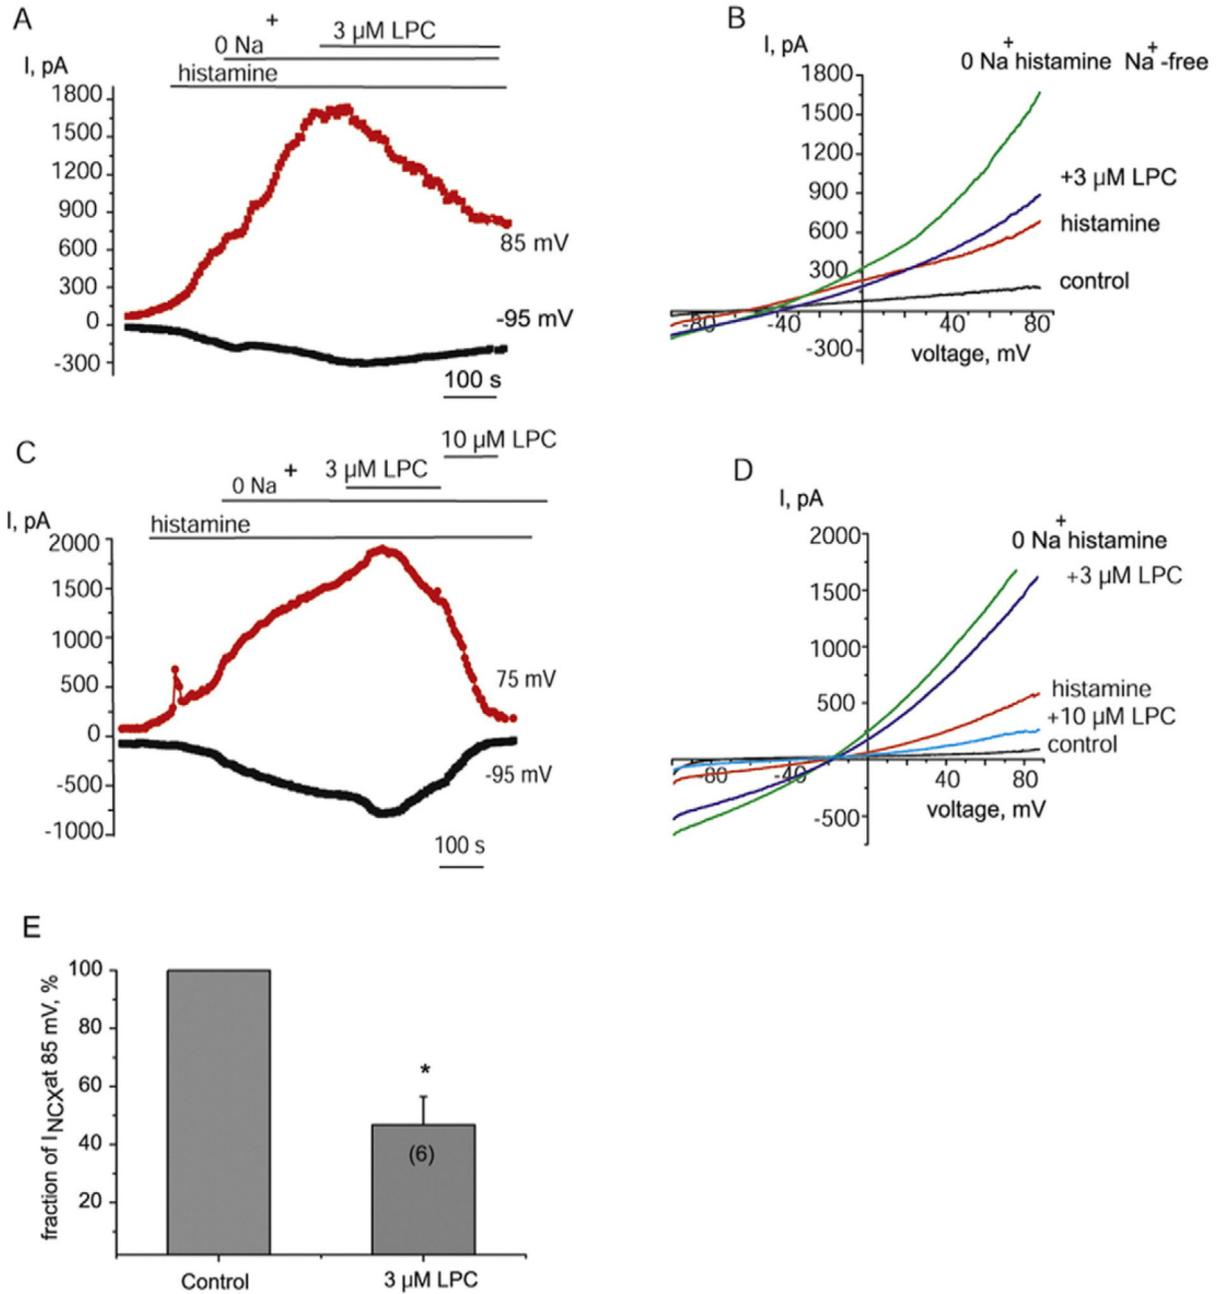 A
+
0 Na
3 µM LPC
I, pA
histamine
1800
1500
1200
900
600
300
0
-300
85 mV
-95 mV
100 s
B
I, pA
+ +
0 Na histamine Na -free
1800
1500
1200
900
600
300
-300
+3 µM LPC
histamine
control
-80
-40
40
80
voltage, mV
C
10 µM LPC
+
0 Na
3 µM LPC
I, pA
histamine
2000
1500
1000
500
0
-500
-1000
75 mV
-95 mV
100 s
D
I, pA
+
0 Na histamine
+3 µM LPC
2000
1500
1000
500
-500
histamine
+10 µM LPC
control
-80
-40
40
80
voltage, mV
E
fraction of INCX at 85 mV, %
100
80
60
40
20
*
(6)
Control
3 µM LPC